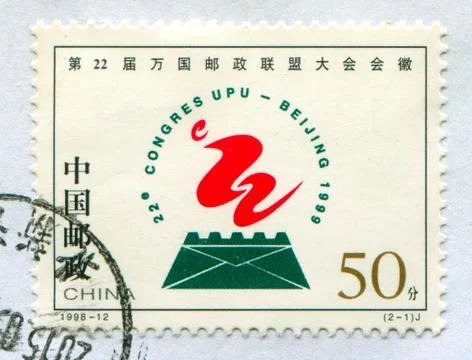 第22届万国邮政联盟大会会徽
22e CONGRES UPU – BEIJING 1999
中国邮政
CHINA
50分
1998-12
(2-1)J